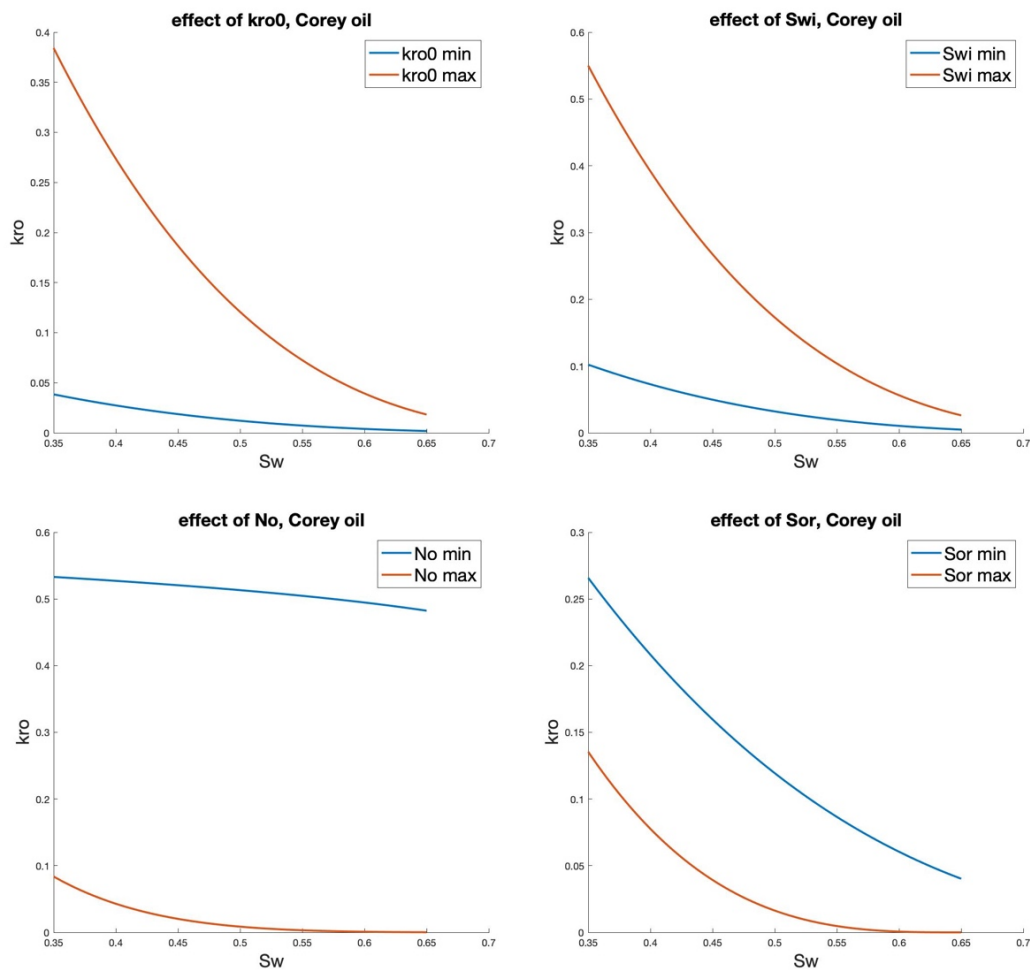 effect of kro0, Corey oil
kro0 min
kro0 max
0.4
0.35
0.3
0.25
0.2
0.15
0.1
0.05
0
kro
0.35 0.4 0.45 0.5 0.55 0.6 0.65 0.7
Sw
effect of Swi, Corey oil
Swi min
Swi max
0.6
0.5
0.4
0.3
0.2
0.1
0
kro
0.35 0.4 0.45 0.5 0.55 0.6 0.65 0.7
Sw
effect of No, Corey oil
No min
No max
0.6
0.5
0.4
0.3
0.2
0.1
0
kro
0.35 0.4 0.45 0.5 0.55 0.6 0.65 0.7
Sw
effect of Sor, Corey oil
Sor min
Sor max
0.3
0.25
0.2
0.15
0.1
0.05
0
kro
0.35 0.4 0.45 0.5 0.55 0.6 0.65 0.7
Sw